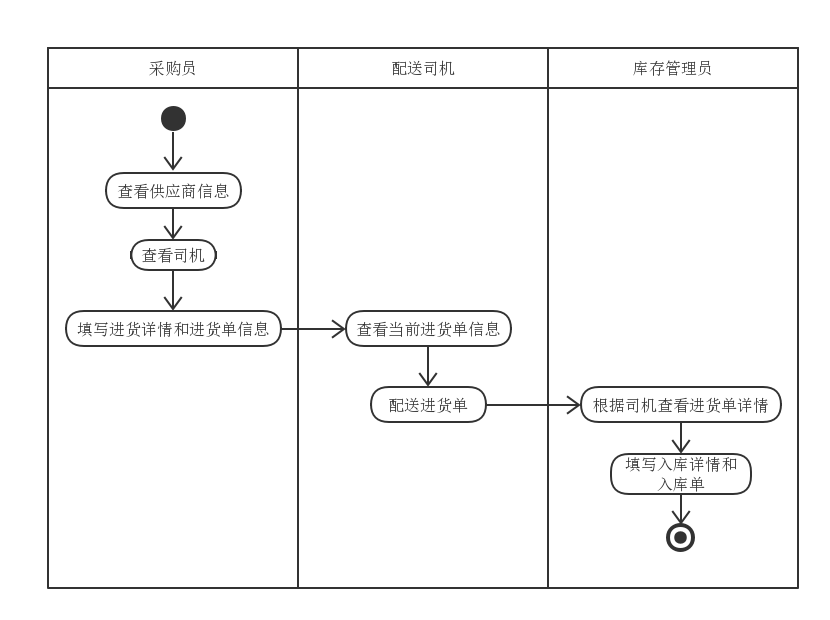 采购员
配送司机
库存管理员
查看供应商信息
查看司机
填写进货详情和进货单信息
查看当前进货单信息
配送进货单
根据司机查看进货单详情
填写入库详情和
入库单